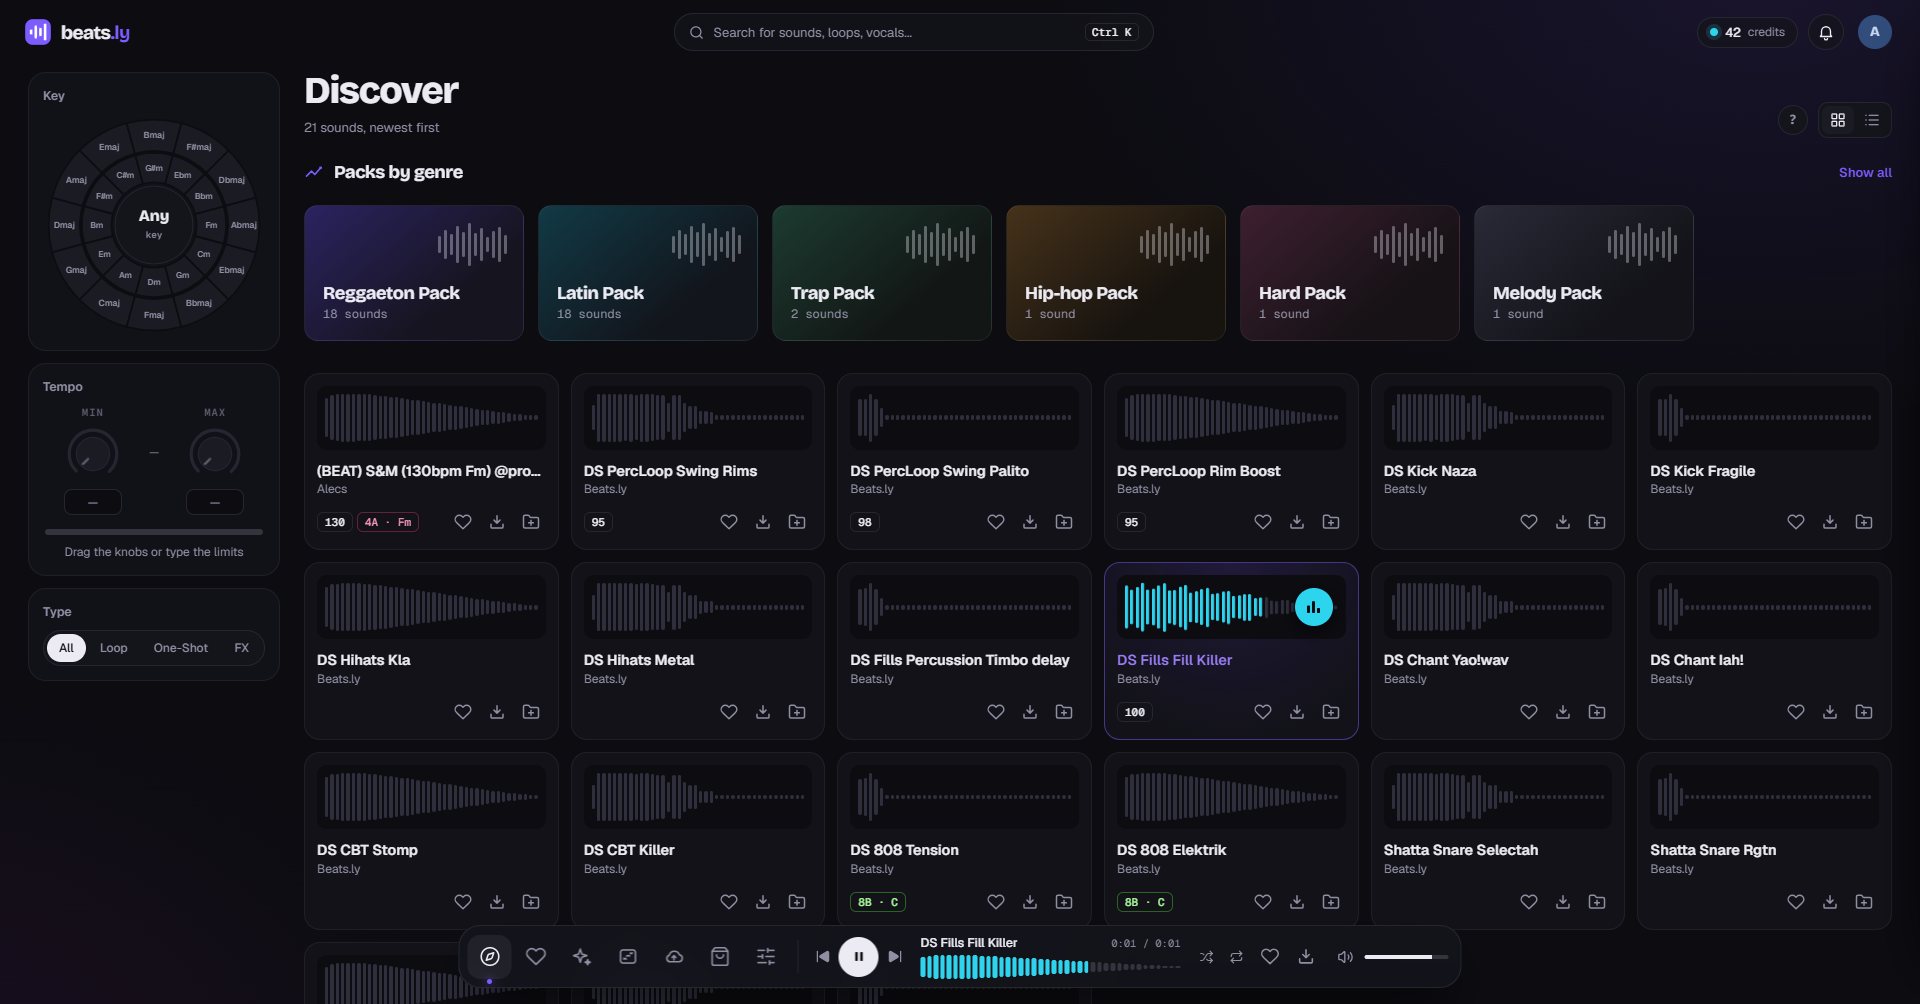 beats.ly
Search for sounds, loops, vocals...
Ctrl K
42 credits
A
Key
Bmaj
F#maj
Dbmaj
Abmaj
Ebmaj
Bbmaj
Fmaj
Cmaj
Gmaj
Dmaj
Amaj
Emaj
G#m
Ebm
Bbm
Fm
Cm
Gm
Dm
Am
Em
Bm
F#m
C#m
Any
key
Tempo
MIN
MAX
–
–
–
Drag the knobs or type the limits
Type
All
Loop
One-Shot
FX
Discover
21 sounds, newest first
?
Packs by genre
Show all
Reggaeton Pack
18 sounds
Latin Pack
18 sounds
Trap Pack
2 sounds
Hip-hop Pack
1 sound
Hard Pack
1 sound
Melody Pack
1 sound
(BEAT) S&M (130bpm Fm) @pro...
Alecs
130
4A · Fm
DS PercLoop Swing Rims
Beats.ly
95
DS PercLoop Swing Palito
Beats.ly
98
DS PercLoop Rim Boost
Beats.ly
95
DS Kick Naza
Beats.ly
DS Kick Fragile
Beats.ly
DS Hihats Kla
Beats.ly
DS Hihats Metal
Beats.ly
DS Fills Percussion Timbo delay
Beats.ly
DS Fills Fill Killer
Beats.ly
100
DS Chant Yao!wav
Beats.ly
DS Chant Iah!
Beats.ly
DS CBT Stomp
Beats.ly
DS CBT Killer
Beats.ly
DS 808 Tension
Beats.ly
8B · C
DS 808 Elektrik
Beats.ly
8B · C
Shatta Snare Selectah
Beats.ly
Shatta Snare Rgtn
Beats.ly
DS Fills Fill Killer
0:01 / 0:01